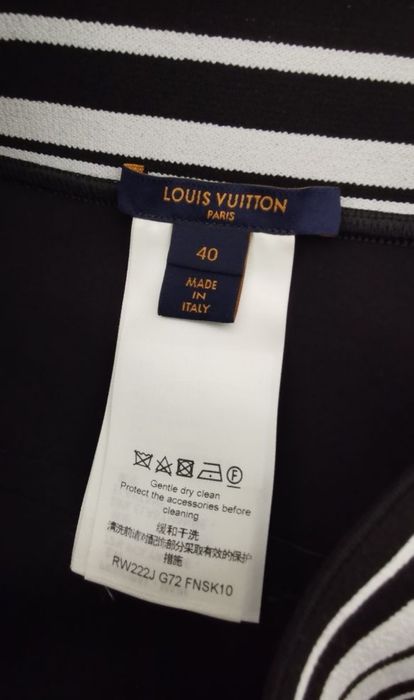 LOUIS VUITTON
PARIS
40
MADE
IN
ITALY
F
Gentle dry clean
Protect the accessories before
cleaning
缓和干洗
清洗前请对配饰部分采取有效的保护
措施
RW222J G72 FNSK10